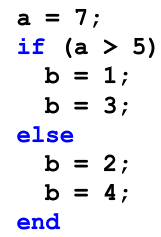 a = 7;
if (a > 5)
  b = 1;
  b = 3;
else
  b = 2;
  b = 4;
end